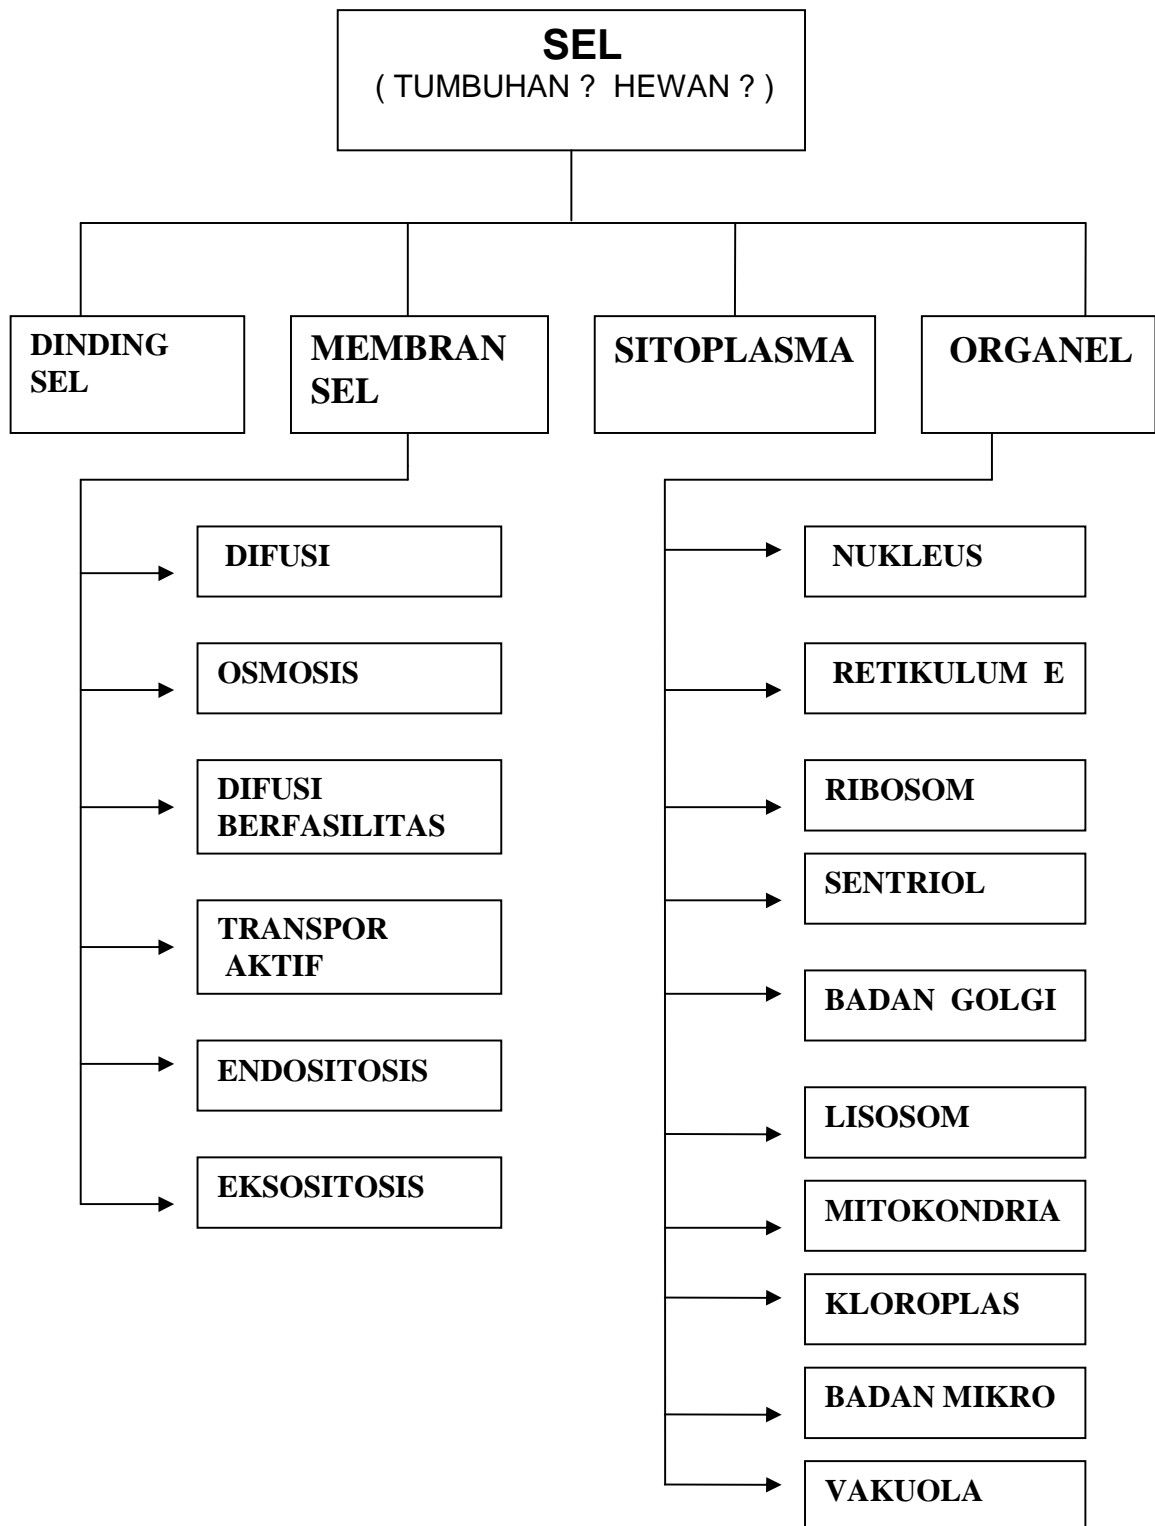 SEL
( TUMBUHAN ? HEWAN ? )
DINDING
SEL
MEMBRAN
SEL
SITOPLASMA
ORGANEL
DIFUSI
OSMOSIS
DIFUSI
BERFASILITAS
TRANSPOR
AKTIF
ENDOSITOSIS
EKSOSITOSIS
NUKLEUS
RETIKULUM E
RIBOSOM
SENTRIOL
BADAN GOLGI
LISOSOM
MITOKONDRIA
KLOROPLAS
BADAN MIKRO
VAKUOLA